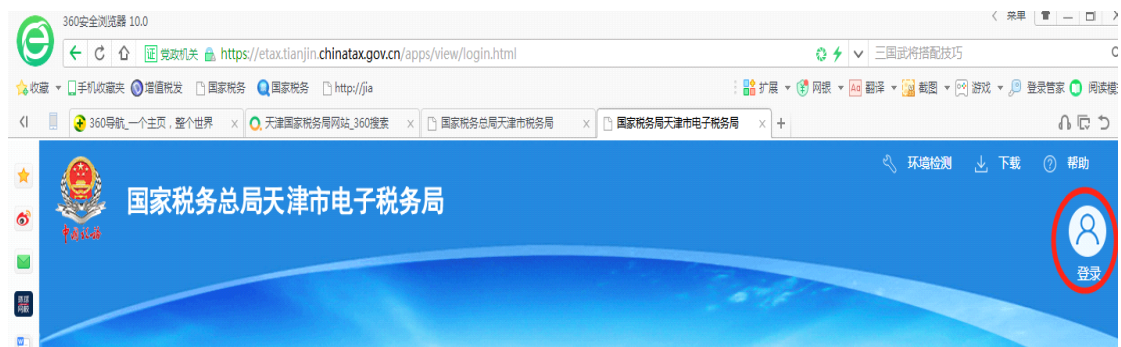 360安全浏览器 10.0
菜单
证 党政机关 https://etax.tianjin.chinatax.gov.cn/apps/view/login.html
三国武将搭配技巧
收藏 手机收藏夹 增值税发 国家税务 国家税务 http://jia
扩展 网银 翻译 截图 游戏 登录管家 阅读模
360导航_一个主页，整个世界 天津国家税务局网站_360搜索 国家税务总局天津市税务局 国家税务局天津市电子税务局
环境检测 下载 帮助
国家税务总局天津市电子税务局
中国税务
登录